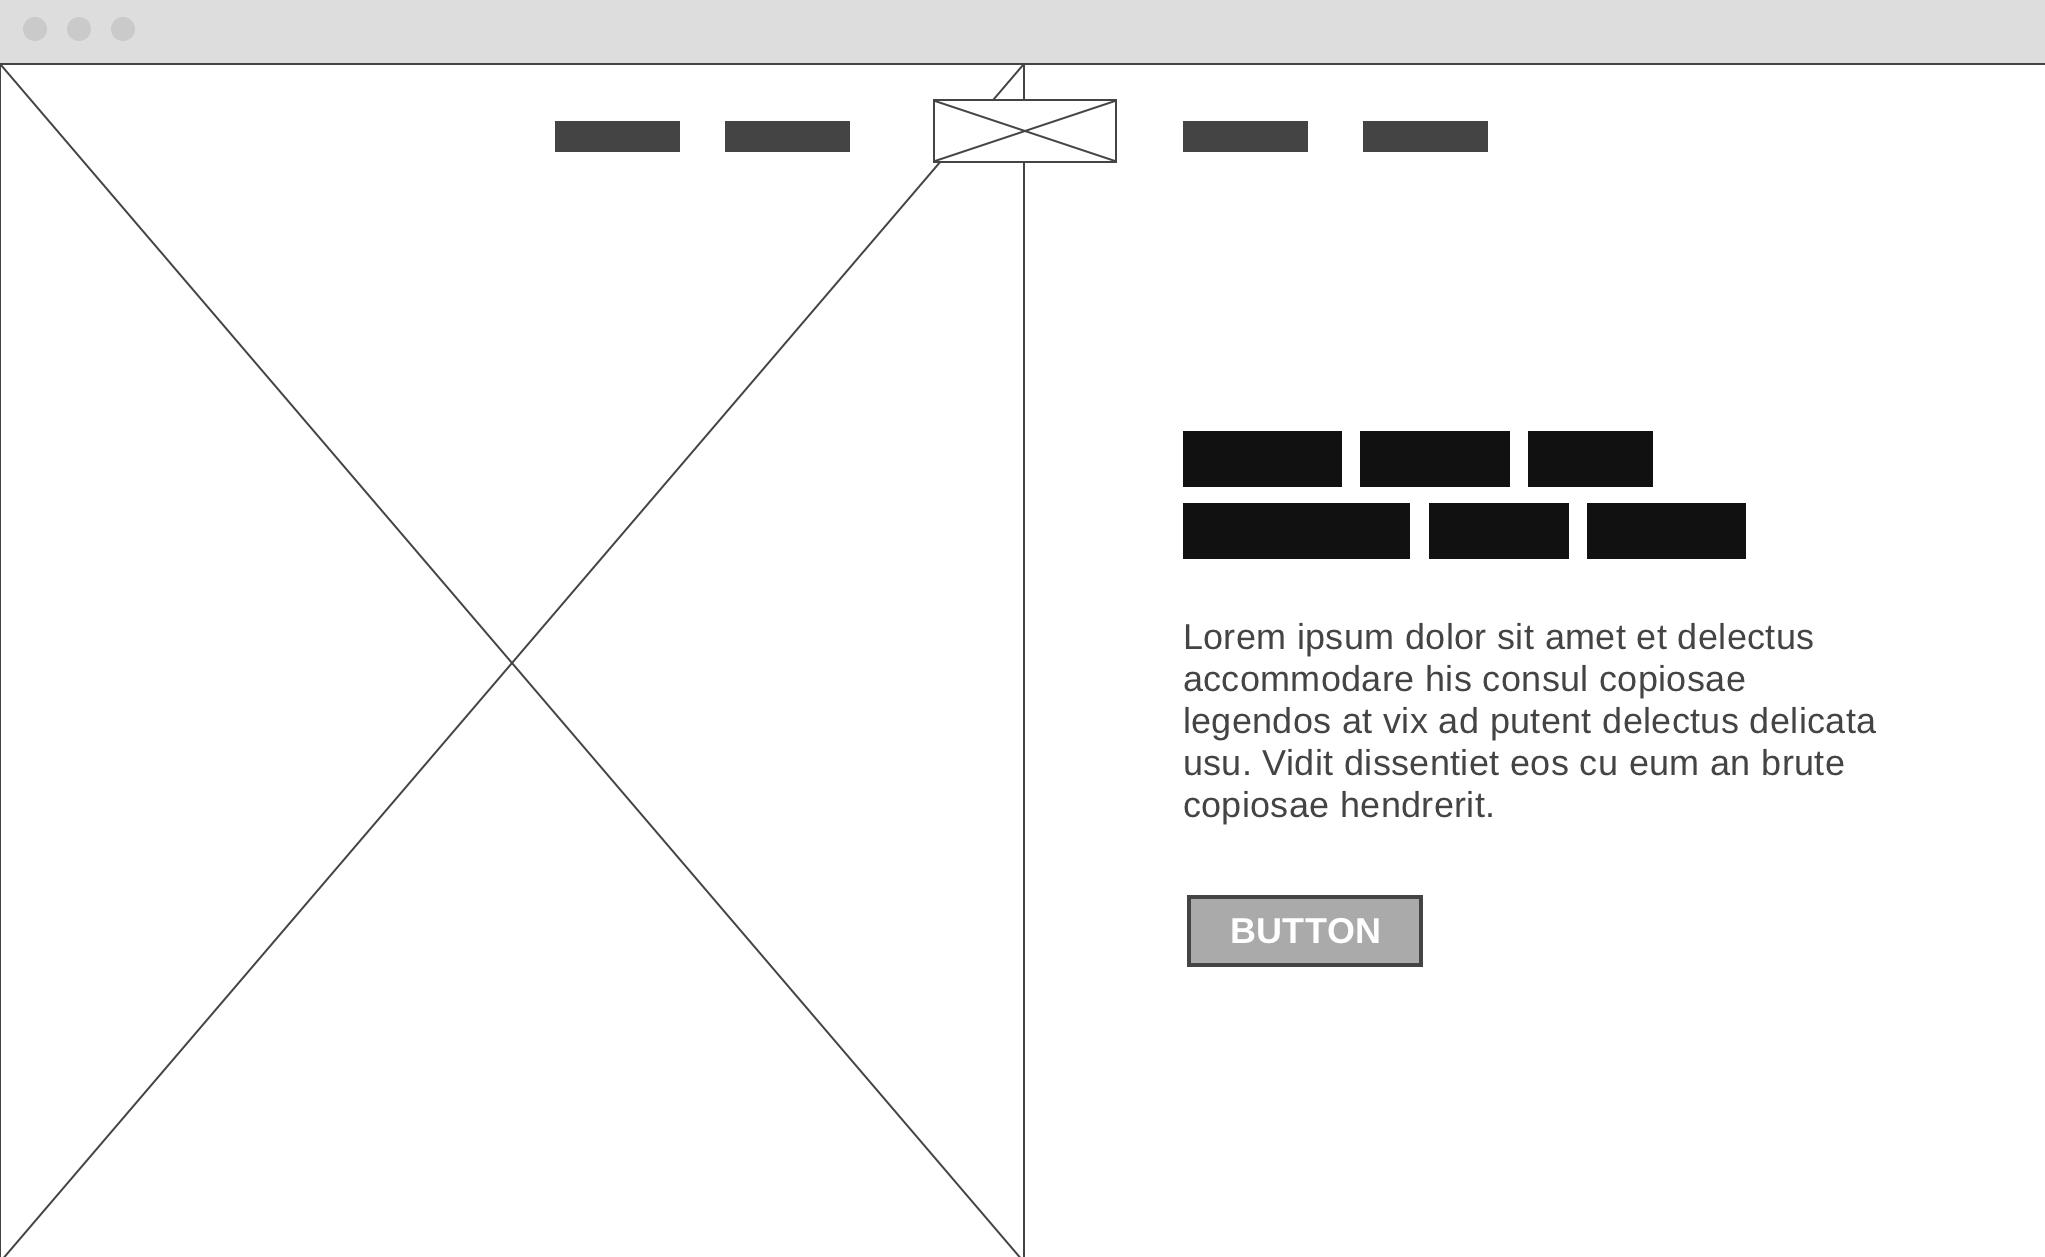 Lorem ipsum dolor sit amet et delectus
accommodare his consul copiosae
legendos at vix ad putent delectus delicata
usu. Vidit dissentiet eos cu eum an brute
copiosae hendrerit.
BUTTON